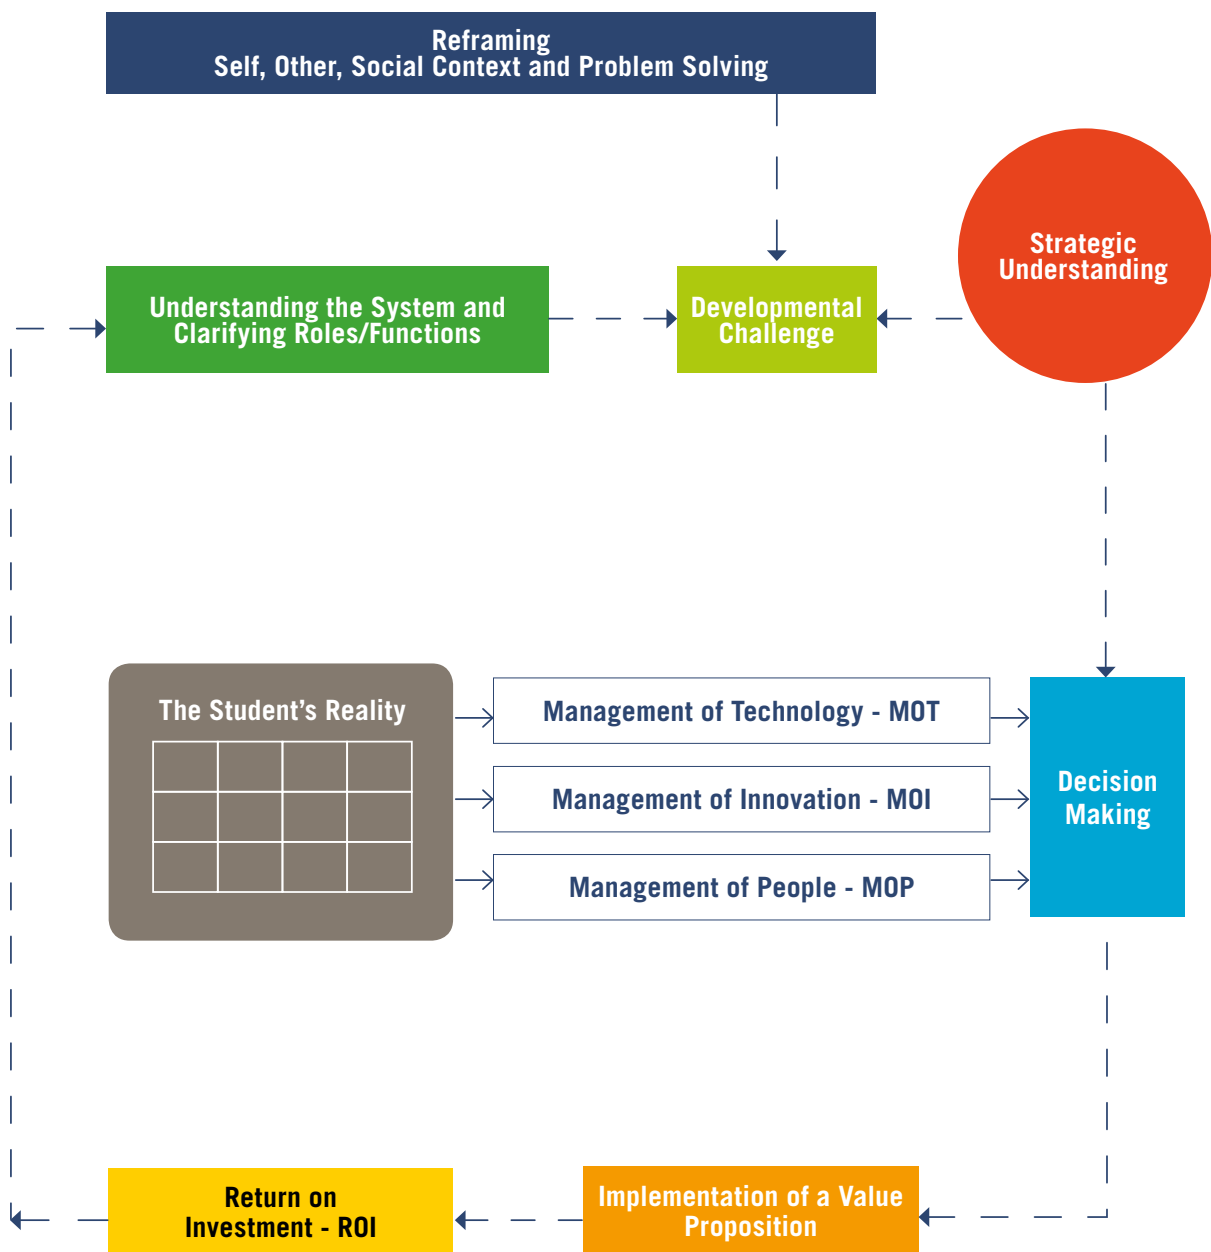 Reframing
Self, Other, Social Context and Problem Solving
Strategic
Understanding
Understanding the System and
Clarifying Roles/Functions
Developmental
Challenge
The Student’s Reality
Management of Technology - MOT
Management of Innovation - MOI
Management of People - MOP
Decision
Making
Return on
Investment - ROI
Implementation of a Value
Proposition